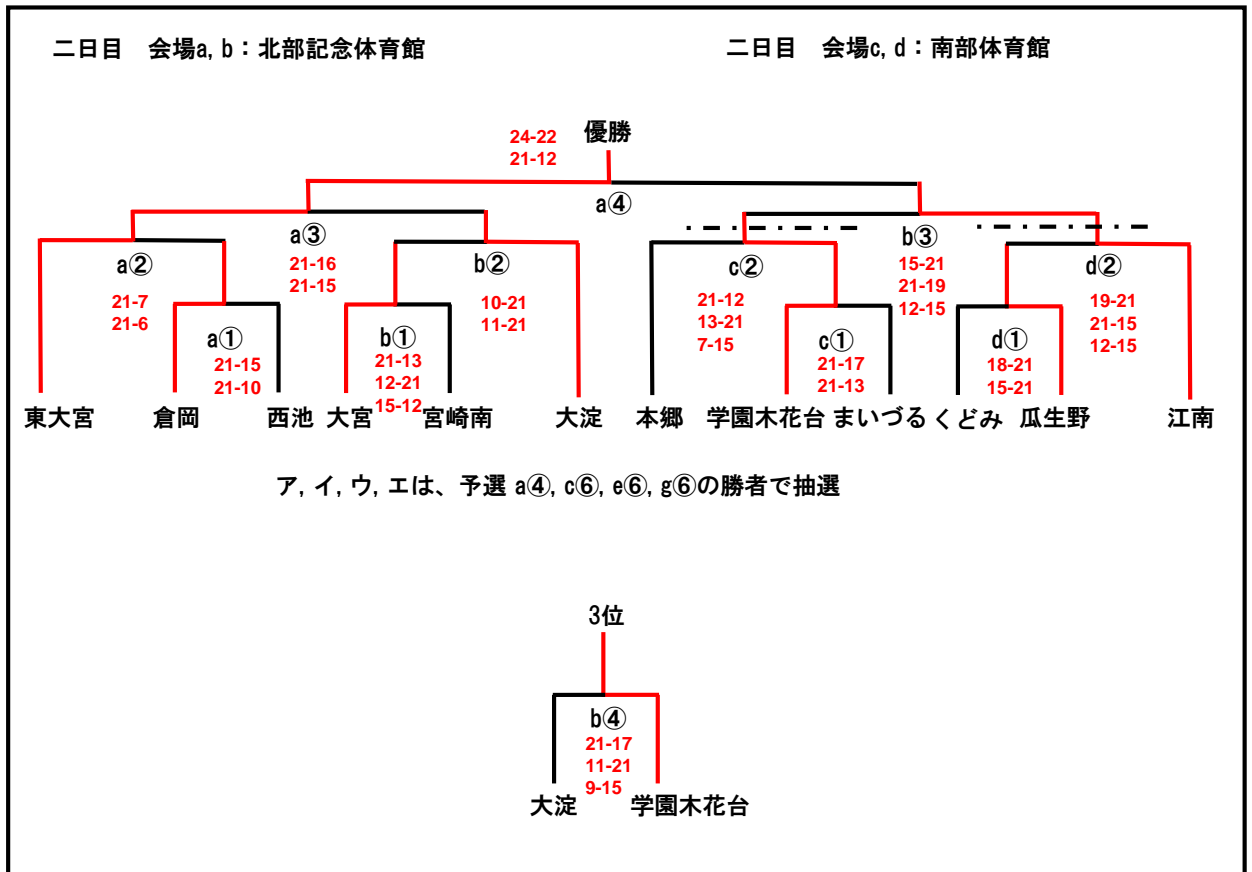 二日目　会場a, b：北部記念体育館
二日目　会場c, d：南部体育館
優勝
24-22
21-12
a④
a③
21-16
21-15
b③
15-21
21-19
12-15
a②
21-7
21-6
b②
10-21
11-21
c②
21-12
13-21
7-15
d②
19-21
21-15
12-15
a①
21-15
21-10
b①
21-13
12-21
15-12
c①
21-17
21-13
d①
18-21
15-21
東大宮
倉岡
西池
大宮
宮崎南
大淀
本郷
学園木花台
まいづる
くどみ
瓜生野
江南
ア, イ, ウ, エは、予選 a④, c⑥, e⑥, g⑥の勝者で抽選
3位
b④
21-17
11-21
9-15
大淀
学園木花台